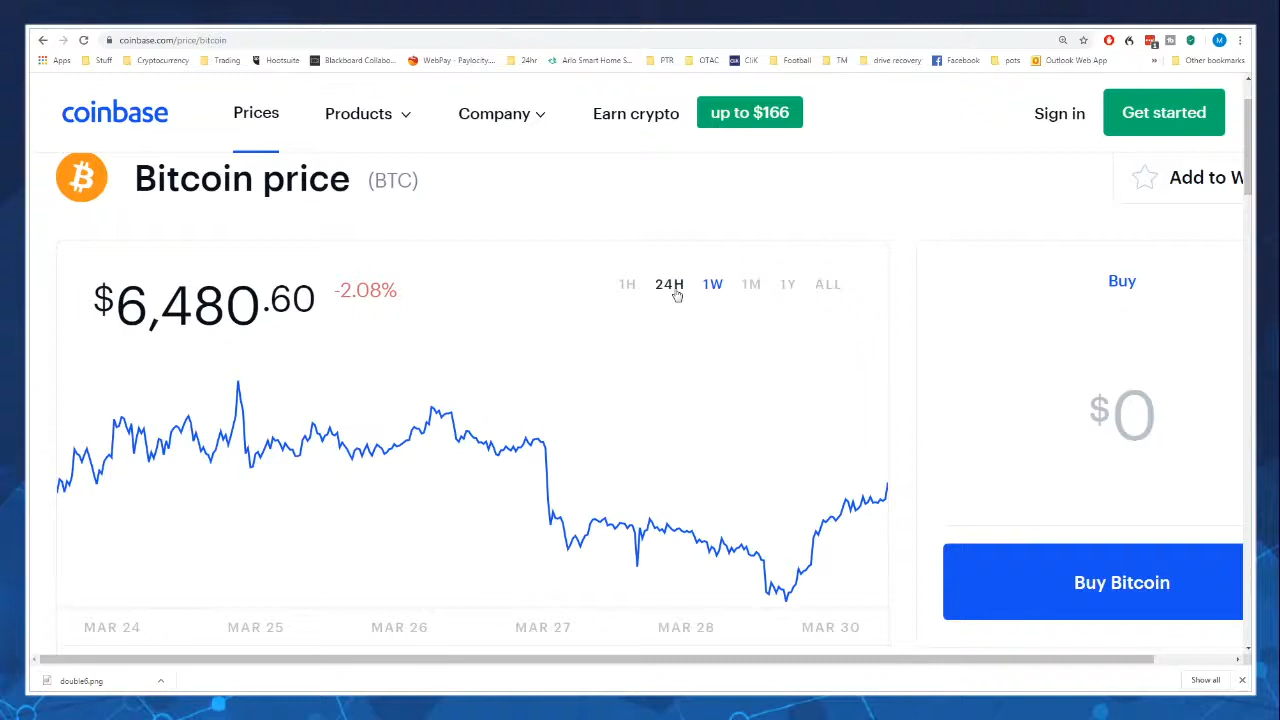 coinbase.com/price/bitcoin
Apps Stuff Cryptocurrency Trading Hootsuite Blackboard Collabo... WebPay - Paylocity... 24hr Arlo Smart Home S... PTR OTAC CliK Football TM drive recovery Facebook pots Outlook Web App » Other bookmarks
coinbase Prices Products Company Earn crypto up to $166 Sign in Get started
Bitcoin price (BTC) Add to W
$6,480.60 -2.08% 1H 24H 1W 1M 1Y ALL
Buy
$0
Buy Bitcoin
MAR 24 MAR 25 MAR 26 MAR 27 MAR 28 MAR 30
double6.png Show all